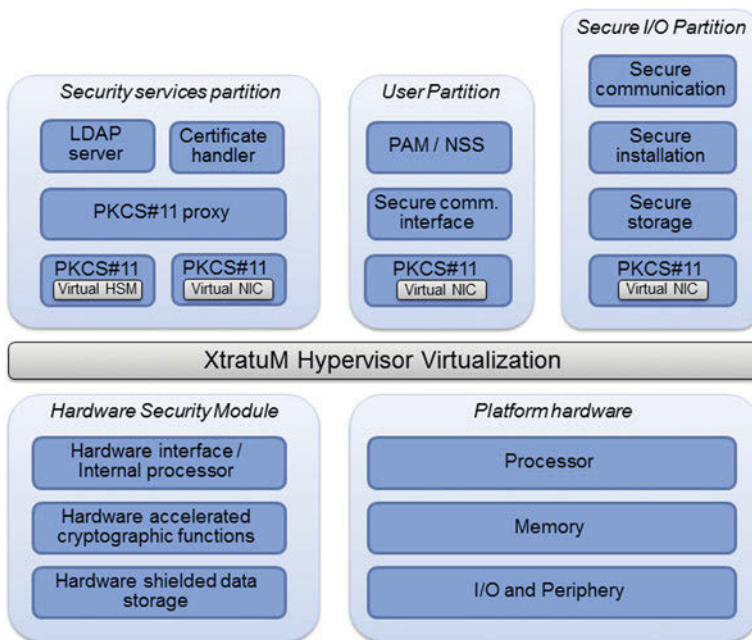 Security services partition
LDAP
server
Certificate
handler
PKCS#11 proxy
PKCS#11
Virtual HSM
PKCS#11
Virtual NIC
User Partition
PAM / NSS
Secure comm.
interface
PKCS#11
Virtual NIC
Secure I/O Partition
Secure
communication
Secure
installation
Secure
storage
PKCS#11
Virtual NIC
XtratuM Hypervisor Virtualization
Hardware Security Module
Hardware interface /
Internal processor
Hardware accelerated
cryptographic functions
Hardware shielded data
storage
Platform hardware
Processor
Memory
I/O and Periphery